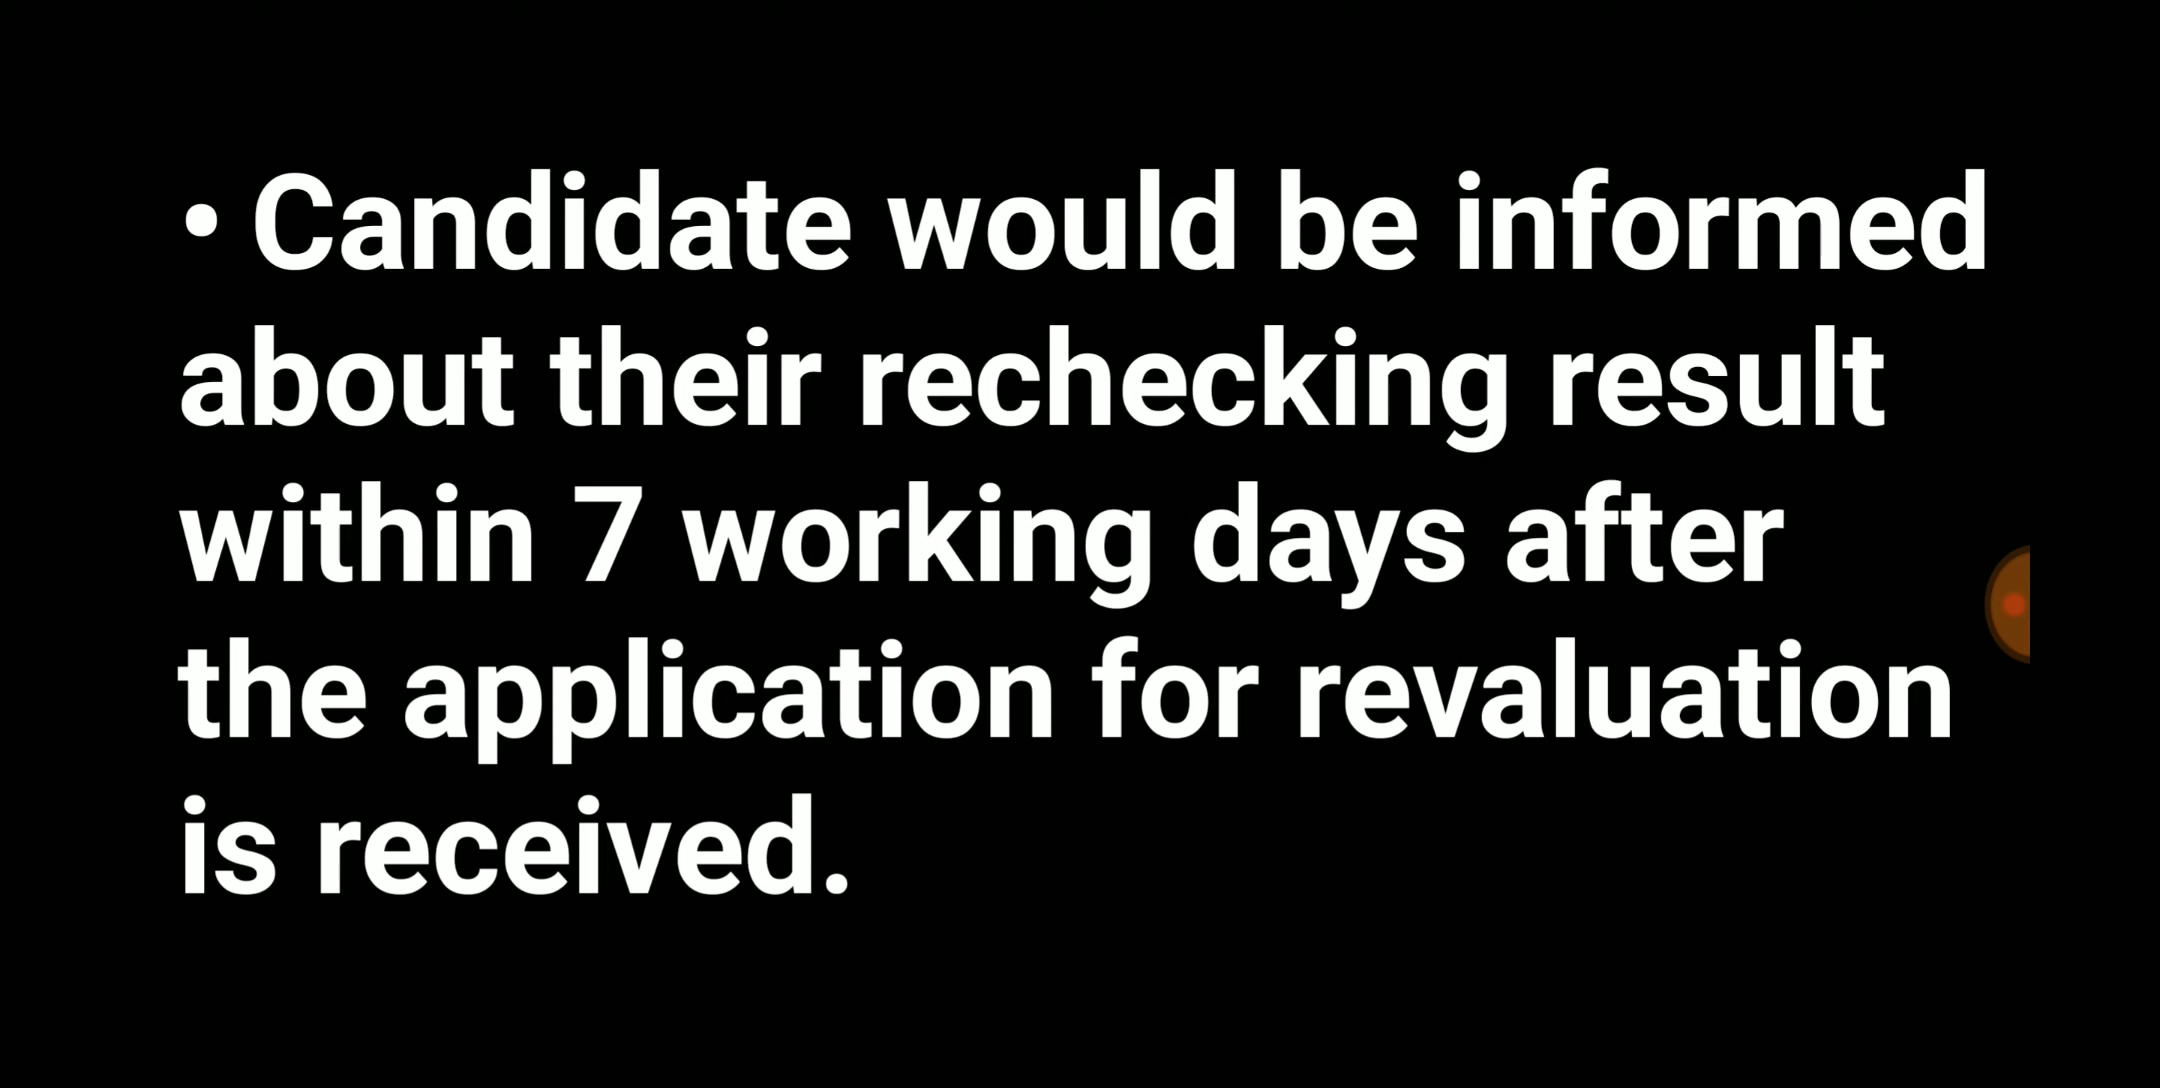 • Candidate would be informed
about their rechecking result
within 7 working days after
the application for revaluation
is received.